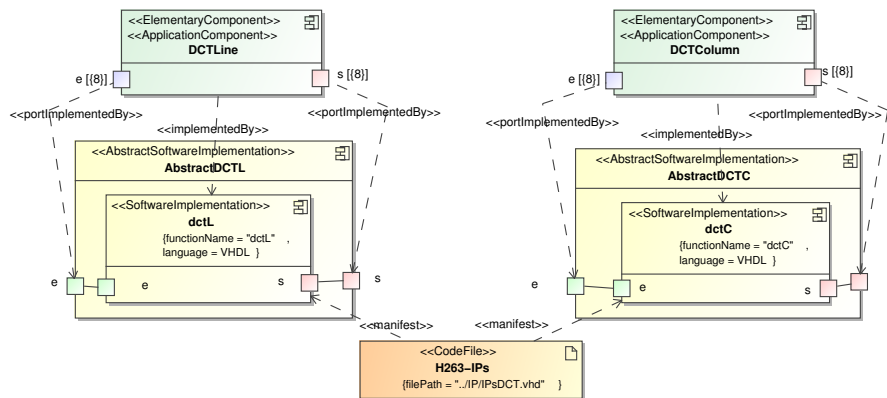 <<ElementaryComponent>>
<<ApplicationComponent>>
DCTLine
e [{8}]
s [{8}]
<<portImplementedBy>>
<<portImplementedBy>>
<<implementedBy>>
<<AbstractSoftwareImplementation>>
AbstractDCTL
<<SoftwareImplementation>>
dctL
{functionName = "dctL" ,
language = VHDL }
e
e
s
s
<<ElementaryComponent>>
<<ApplicationComponent>>
DCTColumn
e [{8}]
s [{8}]
<<portImplementedBy>>
<<portImplementedBy>>
<<implementedBy>>
<<AbstractSoftwareImplementation>>
AbstractDCTC
<<SoftwareImplementation>>
dctC
{functionName = "dctC" ,
language = VHDL }
e
e
s
<<manifest>>
<<manifest>>
<<CodeFile>>
H263−IPs
{filePath = "../IP/IPsDCT.vhd" }